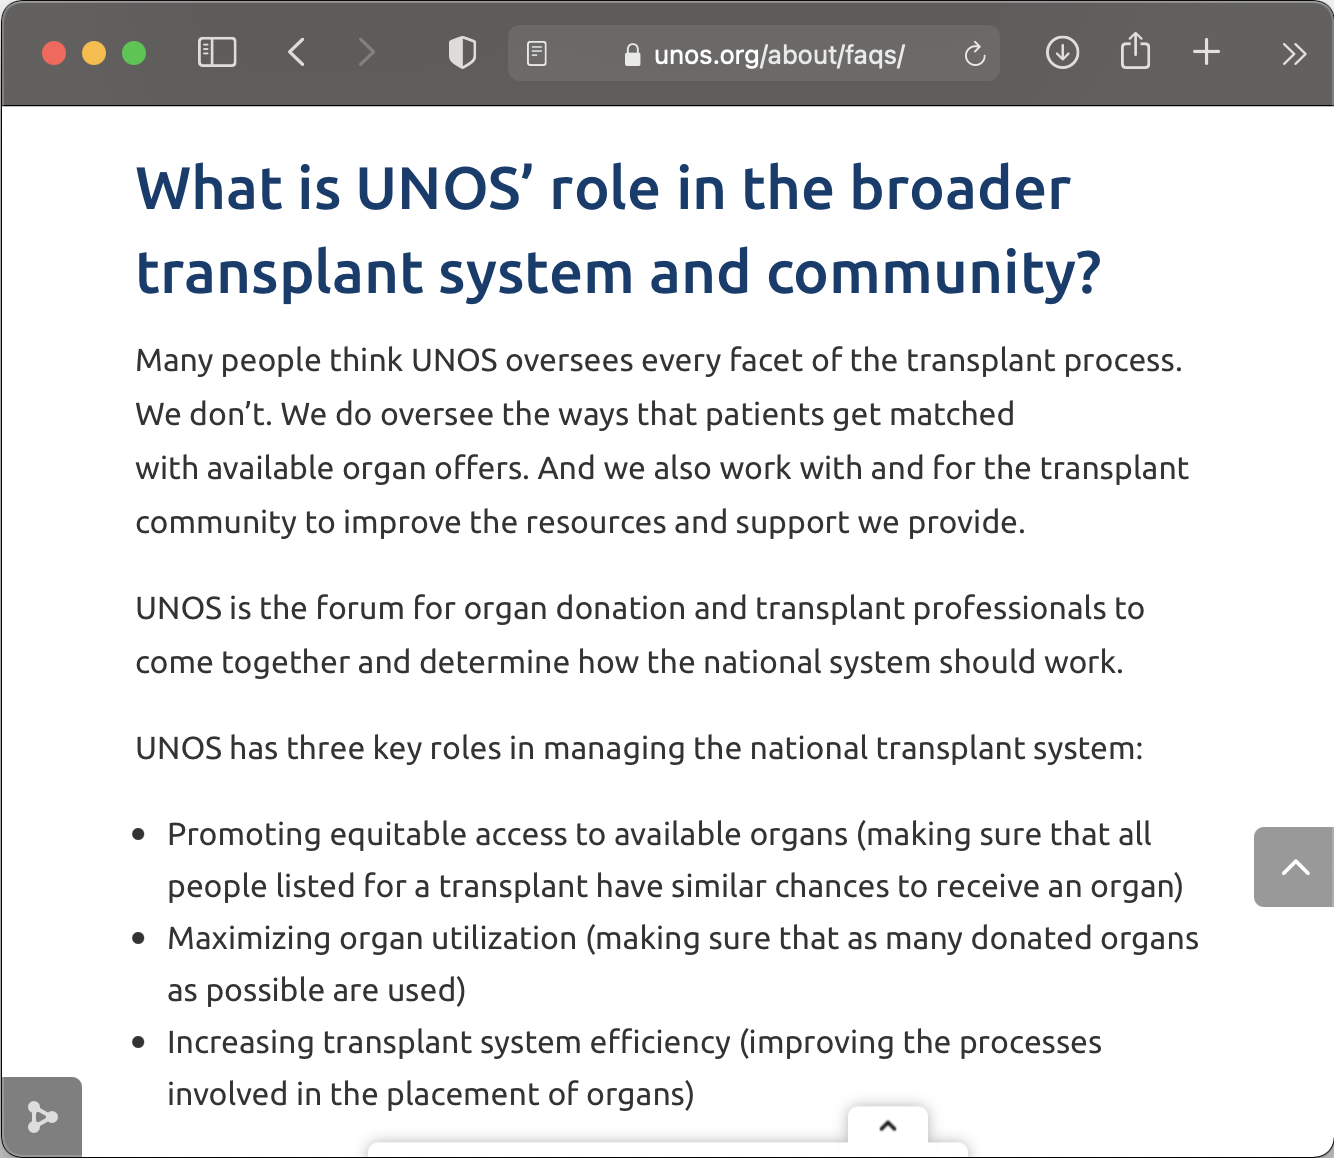 unos.org/about/faqs/
What is UNOS’ role in the broader
transplant system and community?
Many people think UNOS oversees every facet of the transplant process.
We don’t. We do oversee the ways that patients get matched
with available organ offers. And we also work with and for the transplant
community to improve the resources and support we provide.
UNOS is the forum for organ donation and transplant professionals to
come together and determine how the national system should work.
UNOS has three key roles in managing the national transplant system:
• Promoting equitable access to available organs (making sure that all
people listed for a transplant have similar chances to receive an organ)
• Maximizing organ utilization (making sure that as many donated organs
as possible are used)
• Increasing transplant system efficiency (improving the processes
involved in the placement of organs)